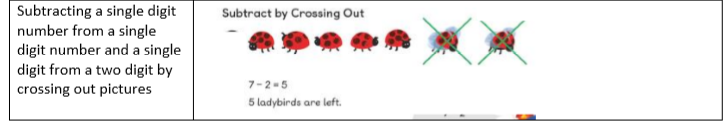 Subtracting a single digit
number from a single
digit number and a single
digit from a two digit by
crossing out pictures
Subtract by Crossing Out
7 - 2 = 5
5 ladybirds are left.